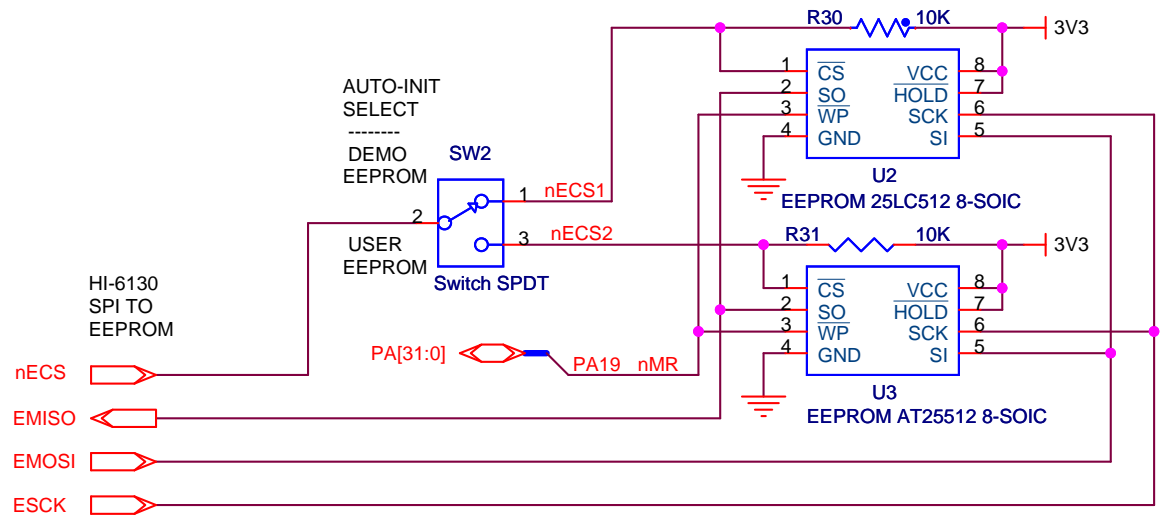 R30
10K
3V3
1
CS
VCC
8
2
SO
HOLD
7
3
WP
SCK
6
4
GND
SI
5
U2
EEPROM 25LC512 8-SOIC
AUTO-INIT
SELECT
--------
DEMO
EEPROM
SW2
1
nECS1
2
3
nECS2
USER
EEPROM
Switch SPDT
R31
10K
3V3
1
CS
VCC
8
2
SO
HOLD
7
3
WP
SCK
6
4
GND
SI
5
U3
EEPROM AT25512 8-SOIC
HI-6130
SPI TO
EEPROM
PA[31:0]
PA19 nMR
nECS
EMISO
EMOSI
ESCK